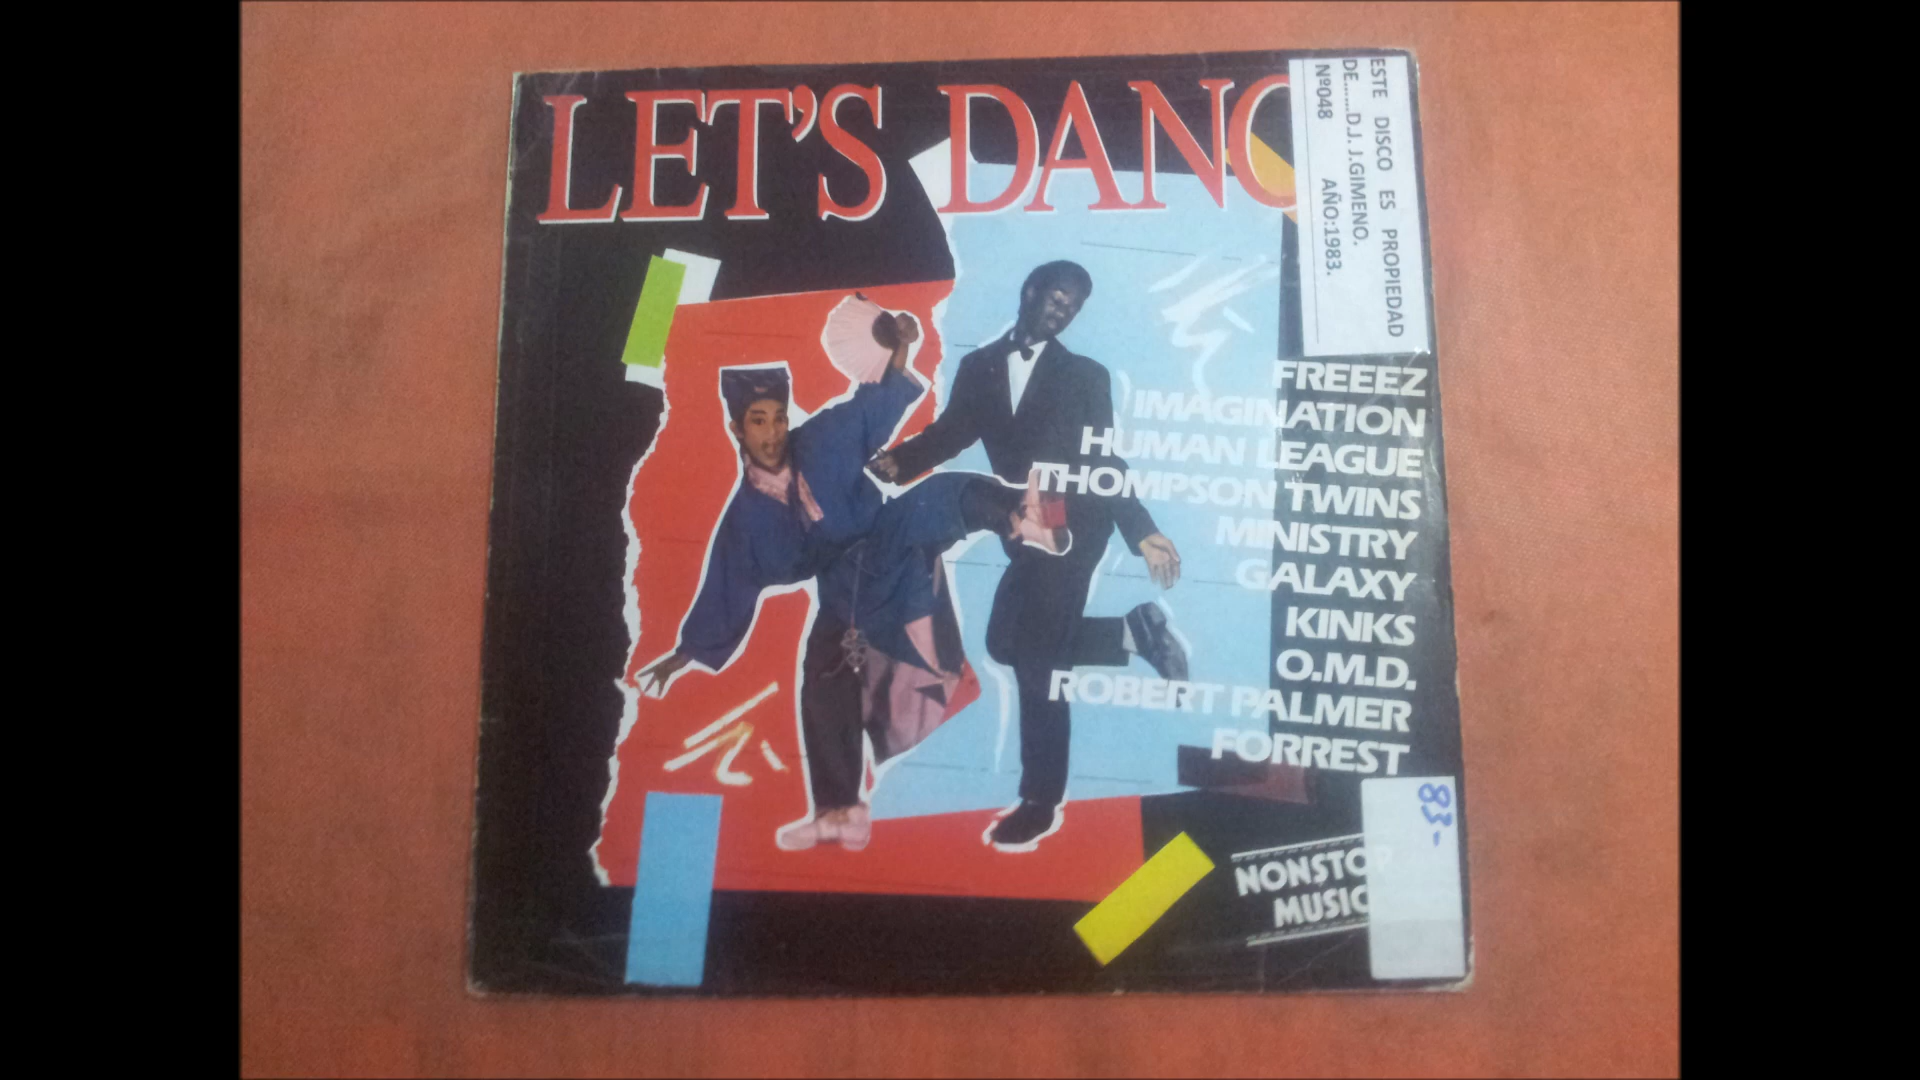 LET'S DANC
ESTE DISCO ES PROPIEDAD
DE......DJ. J.GIMENO.
Nº048 AÑO:1983.
FREEEZ
IMAGINATION
HUMAN LEAGUE
THOMPSON TWINS
MINISTRY
GALAXY
KINKS
O.M.D.
ROBERT PALMER
FORREST
83-
NONSTOP
MUSIC